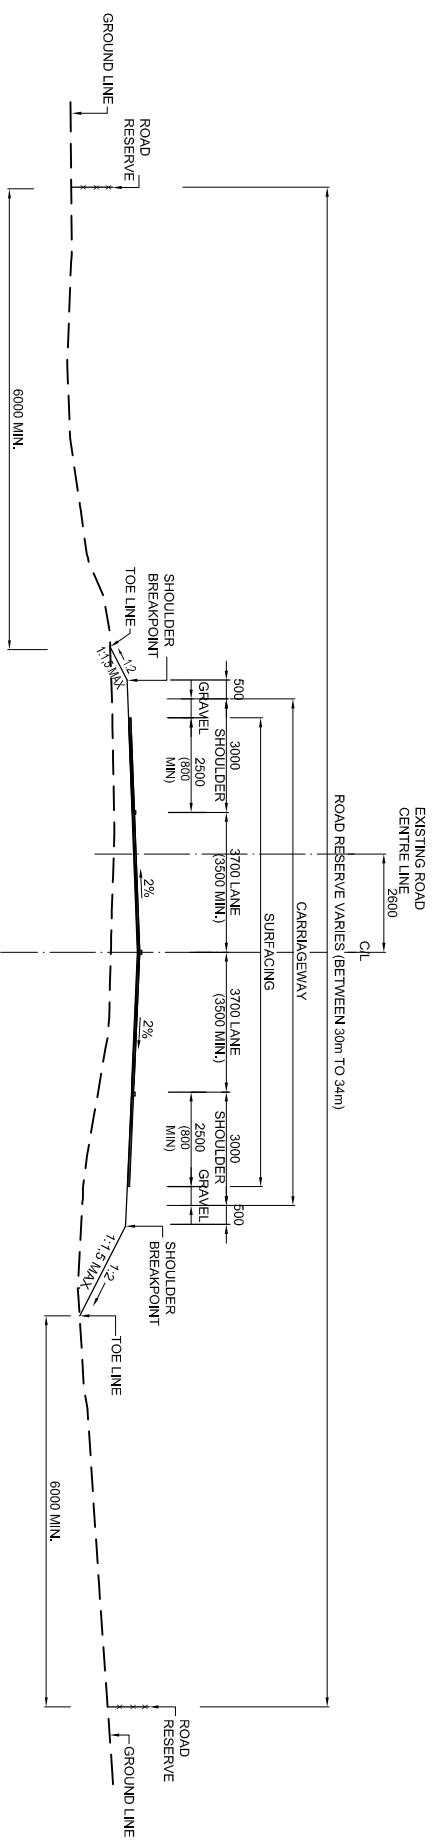 EXISTING ROAD
CENTRE LINE
2600
C/L
ROAD RESERVE VARIES (BETWEEN 30m TO 34m)
CARRIAGEWAY
SURFACING
500
3000
SHOULDER
3700 LANE
(3500 MIN.)
3700 LANE
(3500 MIN.)
3000
SHOULDER
500
GRAVEL
2500
(800
MIN)
2500
(800
MIN)
GRAVEL
GROUND LINE
ROAD
RESERVE
TOE LINE
SHOULDER
BREAKPOINT
1:2
1:1.5 MAX
2%
2%
SHOULDER
BREAKPOINT
1:2
1:1.5 MAX
TOE LINE
ROAD
RESERVE
GROUND LINE
6000 MIN.
6000 MIN.